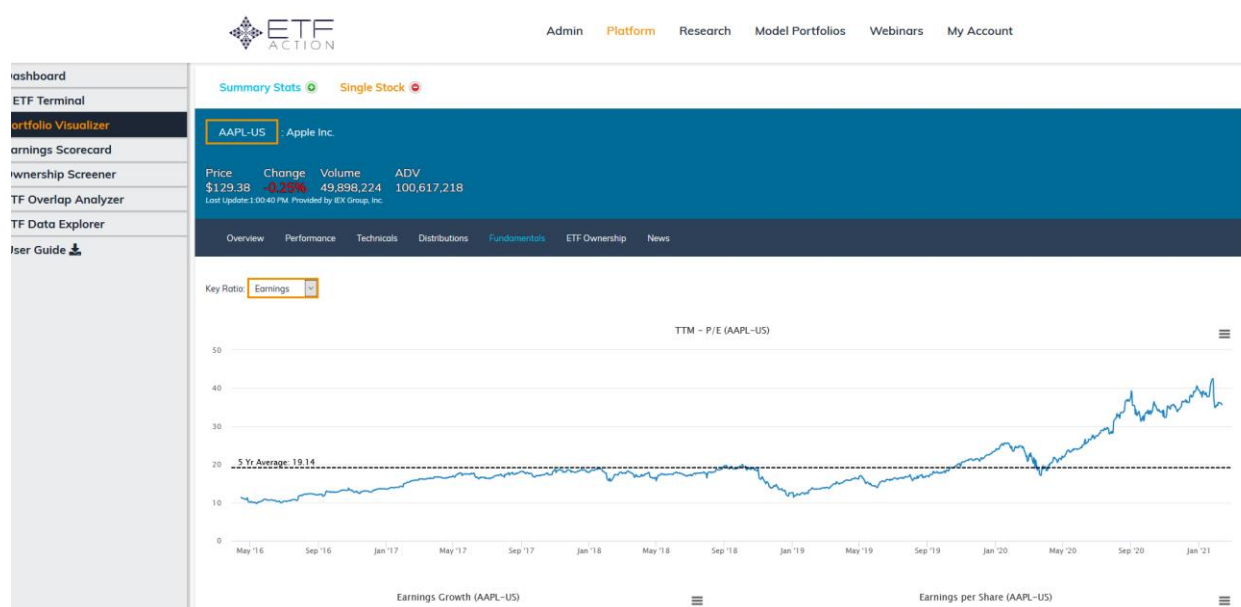 ETF
ACTION
Admin Platform Research Model Portfolios Webinars My Account
ashboard
ETF Terminal
ortfolio Visualizer
arnings Scorecard
wnership Screener
TF Overlap Analyzer
TF Data Explorer
ser Guide
Summary Stats Single Stock
AAPL-US : Apple Inc.
Price Change Volume ADV
$129.38 -0.25% 49,898,224 100,617,218
Last Update:1:00:40 PM. Provided by IEX Group, Inc.
Overview Performance Technicals Distributions Fundamentals ETF Ownership News
Key Ratio: Earnings
TTM - P/E (AAPL-US)
50
40
30
20
10
0
5 Yr Average: 19.14
May '16 Sep '16 Jan '17 May '17 Sep '17 Jan '18 May '18 Sep '18 Jan '19 May '19 Sep '19 Jan '20 May '20 Sep '20 Jan '21
Earnings Growth (AAPL-US) Earnings per Share (AAPL-US)